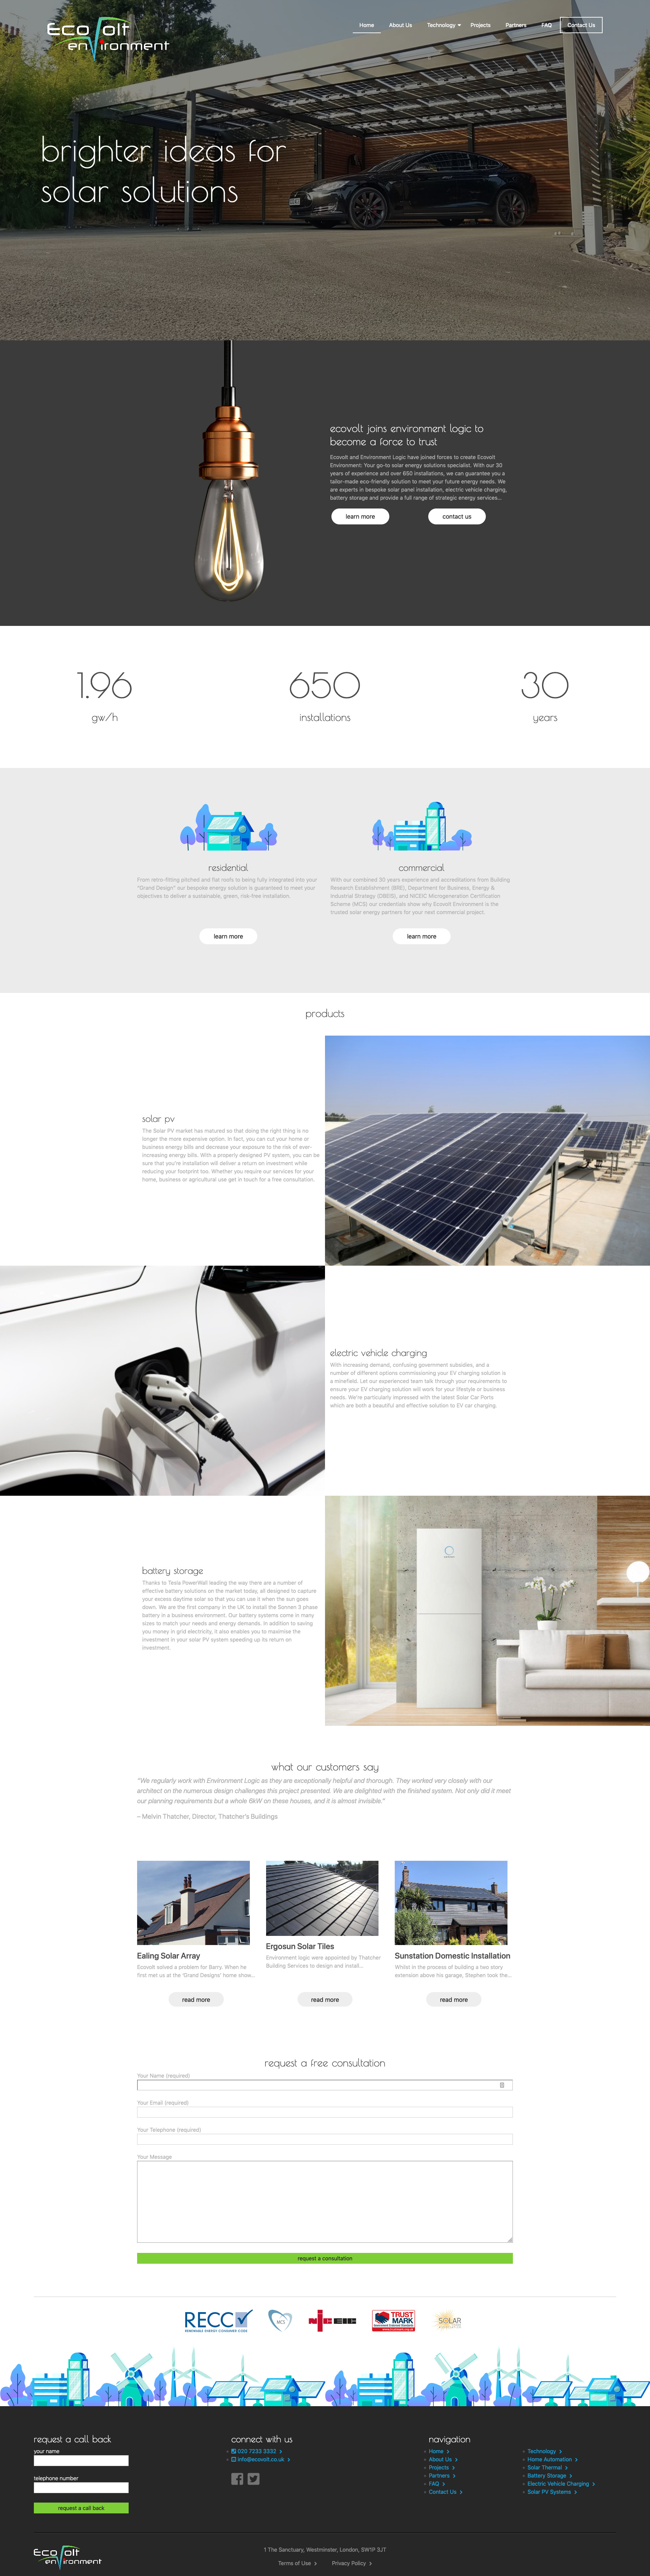 EcoVolt
environment
Home About Us Technology Projects Partners FAQ Contact Us
brighter ideas for
solar solutions
ecovolt joins environment logic to
become a force to trust
Ecovolt and Environment Logic have joined forces to create Ecovolt
Environment: Your go-to solar energy solutions specialist. With our 30
years of experience and over 650 installations, we can guarantee you a
tailor-made eco-friendly solution to meet your future energy needs. We
are experts in bespoke solar panel installation, electric vehicle charging,
battery storage and provide a full range of strategic energy services...
learn more contact us
1.96 650 30
gw/h installations years
residential
From retro-fitting pitched and flat roofs to being fully integrated into your
"Grand Design" our bespoke energy solution is guaranteed to meet your
objectives to deliver a sustainable, green, risk-free installation.
learn more
commercial
With our combined 30 years experience and accreditations from Building
Research Establishment (BRE), Department for Business, Energy &
Industrial Strategy (DBEIS), and NICEIC Microgeneration Certification
Scheme (MCS) our credentials show why Ecovolt Environment is the
trusted solar energy partners for your next commercial project.
learn more
products
solar pv
The Solar PV market has matured so that doing the right thing is no
longer the more expensive option. In fact, you can cut your home or
business energy bills and decrease your exposure to the risk of ever-
increasing energy bills. With a properly designed PV system, you can be
sure that you're installation will deliver a return on investment while
reducing your footprint too. Whether you require our services for your
home, business or agricultural use get in touch for a free consultation.
electric vehicle charging
With increasing demand, confusing government subsidies, and a
number of different options commissioning your EV charging solution is
a minefield. Let our experienced team talk through your requirements to
ensure your EV charging solution will work for your lifestyle or business
needs. We're particularly impressed with the latest Solar Car Ports
which are both a beautiful and effective solution to EV car charging.
battery storage
Thanks to Tesla PowerWall leading the way there are a number of
effective battery solutions on the market today, all designed to capture
your excess daytime solar so that you can use it when the sun goes
down. We are the first company in the UK to install the Sonnen 3 phase
battery in a business environment. Our battery systems come in many
sizes to match your needs and energy demands. In addition to saving
you money in grid electricity, it also enables you to maximise the
investment in your solar PV system speeding up its return on
investment.
what our customers say
"We regularly work with Environment Logic as they are exceptionally helpful and thorough. They worked very closely with our
architect on the numerous design challenges this project presented. We are delighted with the finished system. Not only did it meet
our planning requirements but a whole 6kW on these houses, and it is almost invisible."
– Melvin Thatcher, Director, Thatcher's Buildings
Ealing Solar Array
Ecovolt solved a problem for Barry. When he
first met us at the 'Grand Designs' home show...
read more
Ergosun Solar Tiles
Environment logic were appointed by Thatcher
Building Services to design and install...
read more
Sunstation Domestic Installation
Whilst in the process of building a two story
extension above his garage, Stephen took the...
read more
request a free consultation
Your Name (required)
Your Email (required)
Your Telephone (required)
Your Message
request a consultation
RECC
RENEWABLE ENERGY CONSUMER CODE
MCS
NICEIC
TRUST
MARK
SOLAR
request a call back
your name
telephone number
request a call back
connect with us
020 7233 3232
info@ecovolt.co.uk
navigation
Home
About Us
Projects
Partners
FAQ
Contact Us
Technology
Home Automation
Solar Thermal
Battery Storage
Electric Vehicle Charging
Solar PV Systems
EcoVolt
environment
1 The Sanctuary, Westminster, London, SW1P 3JT
Terms of Use Privacy Policy